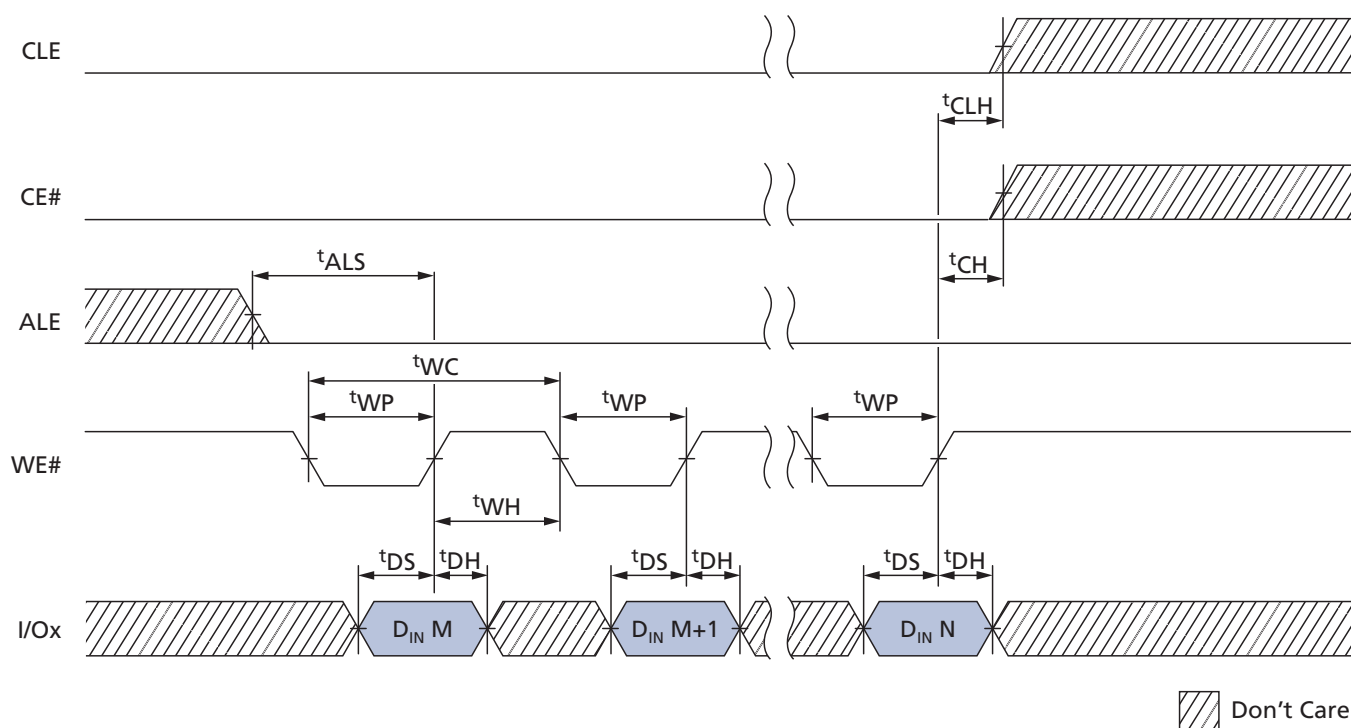 CLE
tCLH
CE#
tCH
tALS
ALE
tWC
tWP
tWP
tWP
WE#
tWH
tDS
tDH
tDS
tDH
tDS
tDH
I/Ox
DIN M
DIN M+1
DIN N
Don't Care